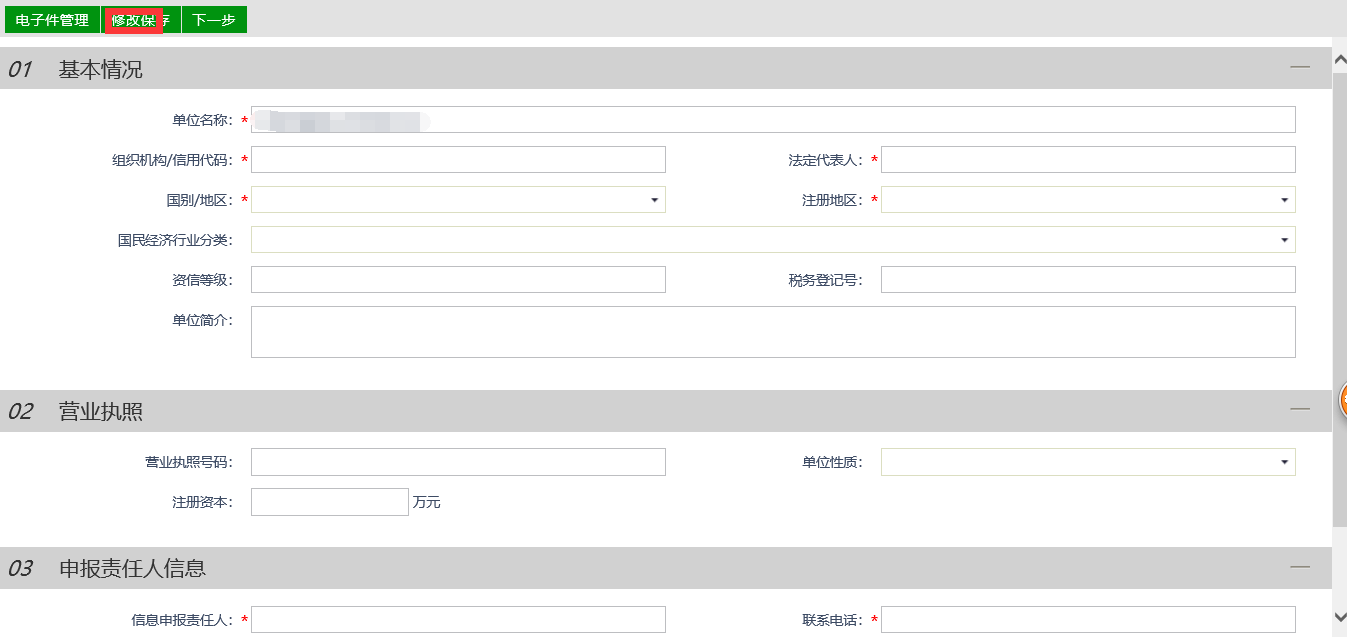 电子件管理 修改保存 下一步
01 基本情况
单位名称：*
组织机构/信用代码：* 法定代表人：*
国别/地区：* 注册地区：*
国民经济行业分类：
资信等级： 税务登记号：
单位简介：
02 营业执照
营业执照号码： 单位性质：
注册资本： 万元
03 申报责任人信息
信息申报责任人：* 联系电话：*